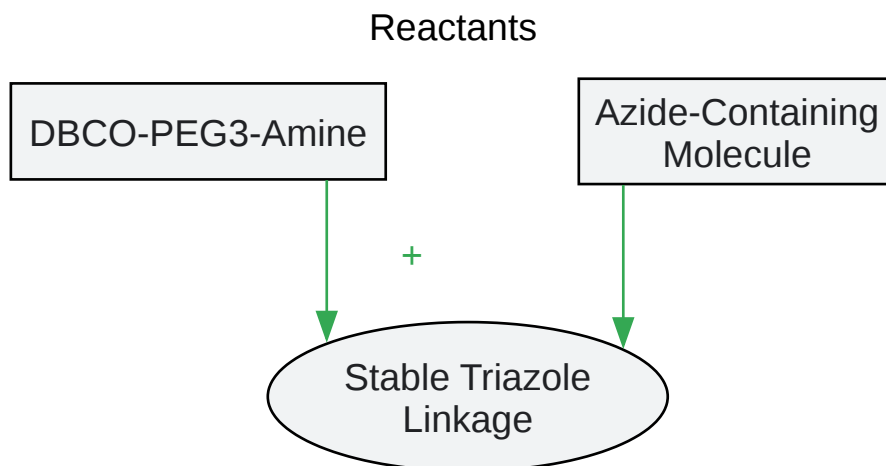 Reactants
DBCO-PEG3-Amine
Azide-Containing
Molecule
+
Stable Triazole
Linkage